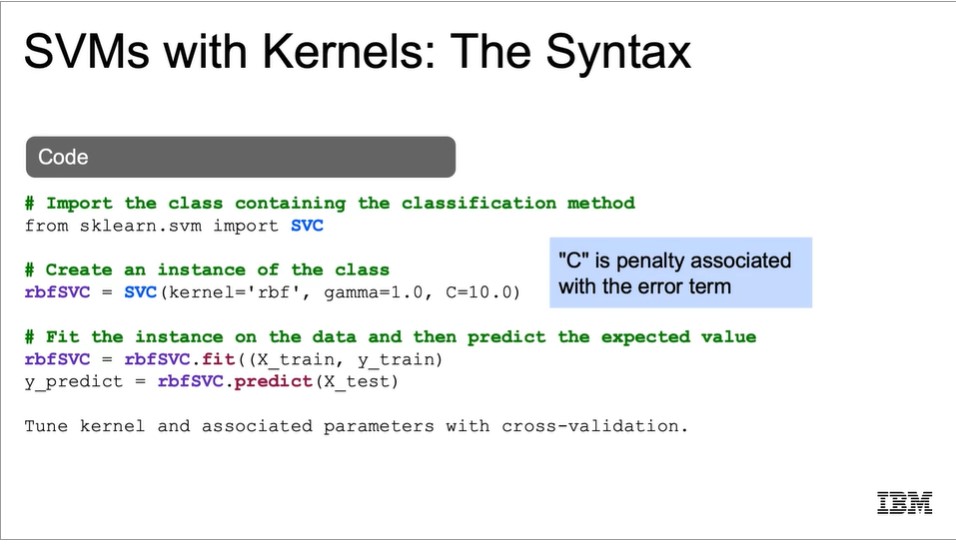 SVMs with Kernels: The Syntax
Code
# Import the class containing the classification method
from sklearn.svm import SVC
"C" is penalty associated
with the error term
# Create an instance of the class
rbfSVC = SVC(kernel='rbf', gamma=1.0, C=10.0)
# Fit the instance on the data and then predict the expected value
rbfSVC = rbfSVC.fit((X_train, y_train)
y_predict = rbfSVC.predict(X_test)
Tune kernel and associated parameters with cross-validation.
IBM